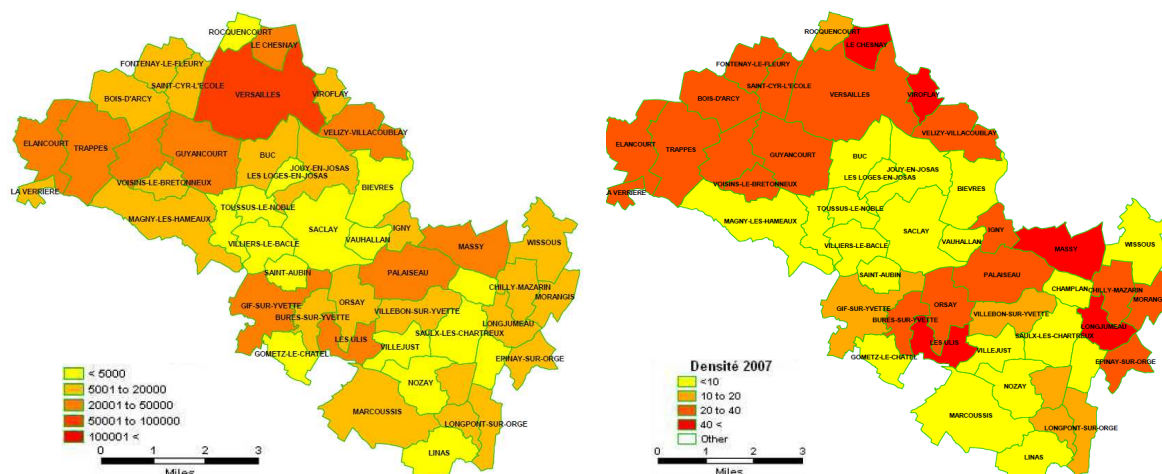 ROCQUENCOURT
LE CHESNAY
FONTENAY-LE-FLEURY
SAINT-CYR-L'ECOLE
BOIS-D'ARCY
VERSAILLES
VIROFLAY
VELIZY-VILLACOUBLAY
ELANCOURT
TRAPPES
GUYANCOURT
BUC
JOUY-EN-JOSAS
LES LOGES-EN-JOSAS
LA VERRIERE
VOISINS-LE-BRETONNEUX
BIEVRES
TOUSSUS-LE-NOBLE
MAGNY-LES-HAMEAUX
SACLAY
IGNY
VILLIERS-LE-BACLE
VAUHALLAN
MASSY
WISSOUS
SAINT-AUBIN
PALAISEAU
CHILLY-MAZARIN
MORANGIS
GIF-SUR-YVETTE
ORSAY
BURES-SUR-YVETTE
VILLEBON-SUR-YVETTE
LONGJUMEAU
SAULX-LES-CHARTREUX
LES ULIS
VILLEJUST
GOMETZ-LE-CHATEL
EPINAY-SUR-ORGE
NOZAY
MARCOUSSIS
LONGPONT-SUR-ORGE
LINAS
< 5000
5001 to 20000
20001 to 50000
50001 to 100000
100001 <
0 1 2 3
Miles
ROCQUENCOURT
LE CHESNAY
FONTENAY-LE-FLEURY
SAINT-CYR-L'ECOLE
BOIS-D'ARCY
VERSAILLES
VIROFLAY
VELIZY-VILLACOUBLAY
ELANCOURT
TRAPPES
GUYANCOURT
BUC
JOUY-EN-JOSAS
LES LOGES-EN-JOSAS
LA VERRIERE
VOISINS-LE-BRETONNEUX
BIEVRES
TOUSSUS-LE-NOBLE
MAGNY-LES-HAMEAUX
SACLAY
IGNY
VILLIERS-LE-BACLE
VAUHALLAN
MASSY
WISSOUS
SAINT-AUBIN
PALAISEAU
CHAMPLAN
CHILLY-MAZARIN
MORANGIS
GIF-SUR-YVETTE
ORSAY
BURES-SUR-YVETTE
VILLEBON-SUR-YVETTE
LONGJUMEAU
SAULX-LES-CHARTREUX
LES ULIS
VILLEJUST
GOMETZ-LE-CHATEL
EPINAY-SUR-ORGE
NOZAY
MARCOUSSIS
LONGPONT-SUR-ORGE
LINAS
Densité 2007
<10
10 to 20
20 to 40
40 <
Other
0 1 2 3
Miles